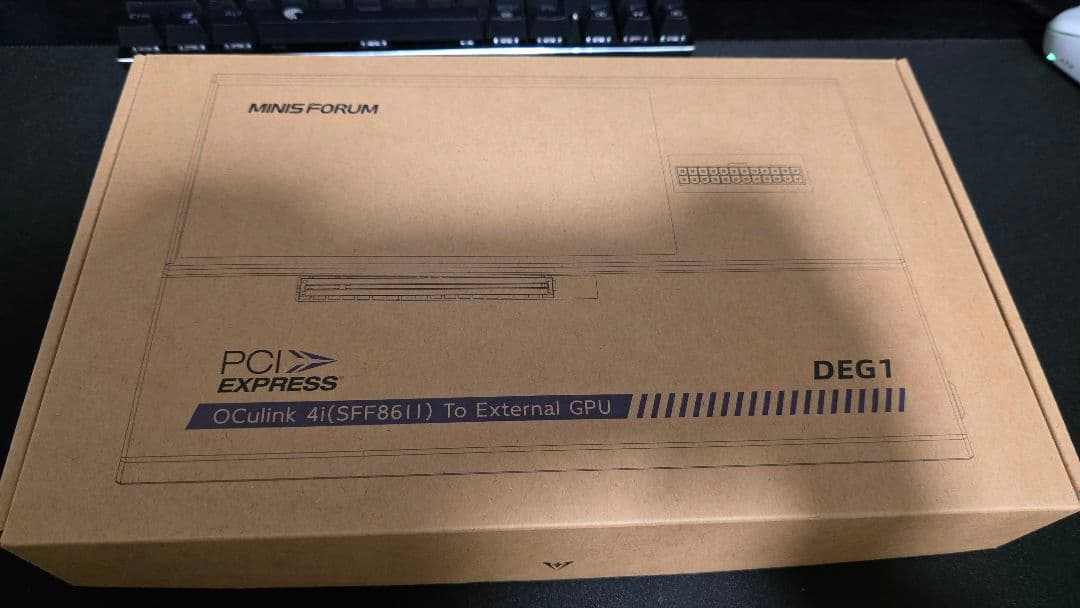 MINISFORUM
PCI
EXPRESS
DEG1
OCulink 4i(SFF8611) To External GPU